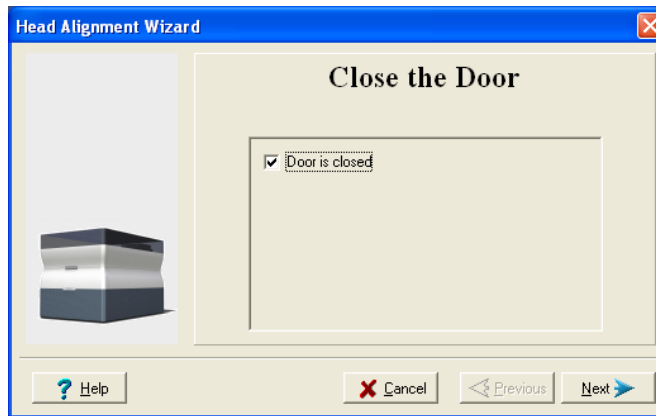 Head Alignment Wizard
Close the Door
Door is closed
Help
Cancel
Previous
Next